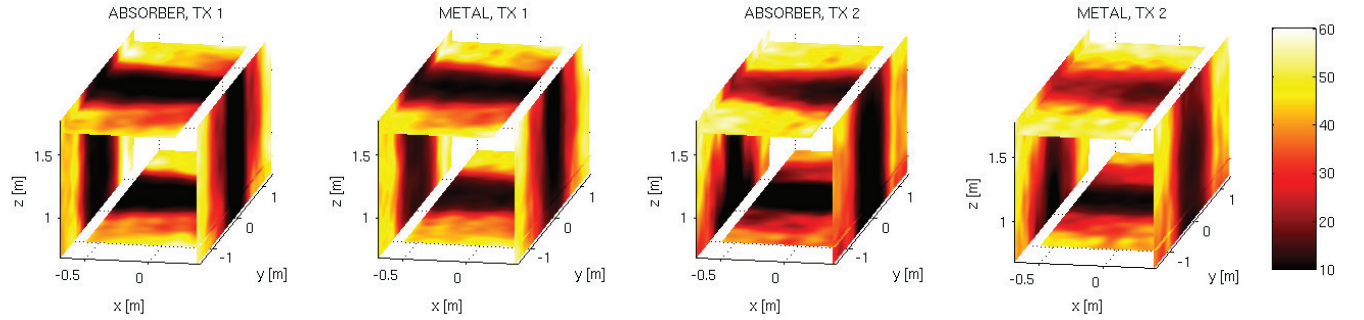 ABSORBER, TX 1
METAL, TX 1
ABSORBER, TX 2
METAL, TX 2
1.5
1
z [m]
-0.5
0
x [m]
-1
0
1
y [m]
1.5
1
z [m]
-0.5
0
x [m]
-1
0
1
y [m]
1.5
1
z [m]
-0.5
0
x [m]
-1
0
1
y [m]
1.5
1
z [m]
-0.5
0
x [m]
-1
0
1
y [m]
60
50
40
30
20
10